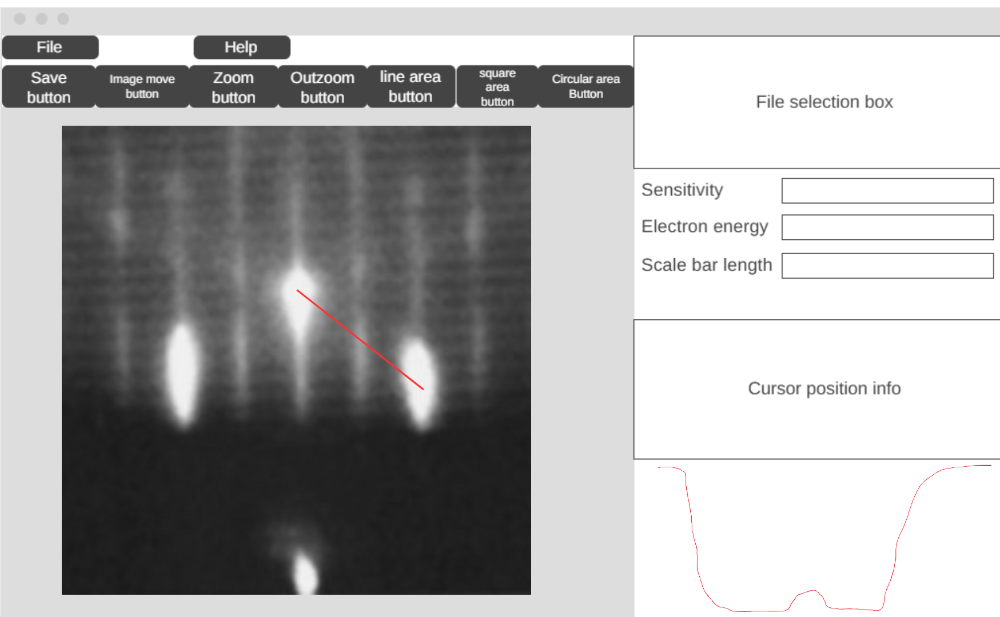 File
Help
Save
button
Image move
button
Zoom
button
Outzoom
button
line area
button
square
area
button
Circular area
Button
File selection box
Sensitivity
Electron energy
Scale bar length
Cursor position info